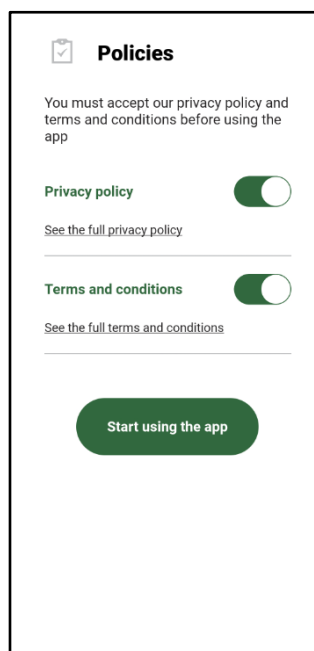 Policies
You must accept our privacy policy and
terms and conditions before using the
app
Privacy policy
See the full privacy policy
Terms and conditions
See the full terms and conditions
Start using the app